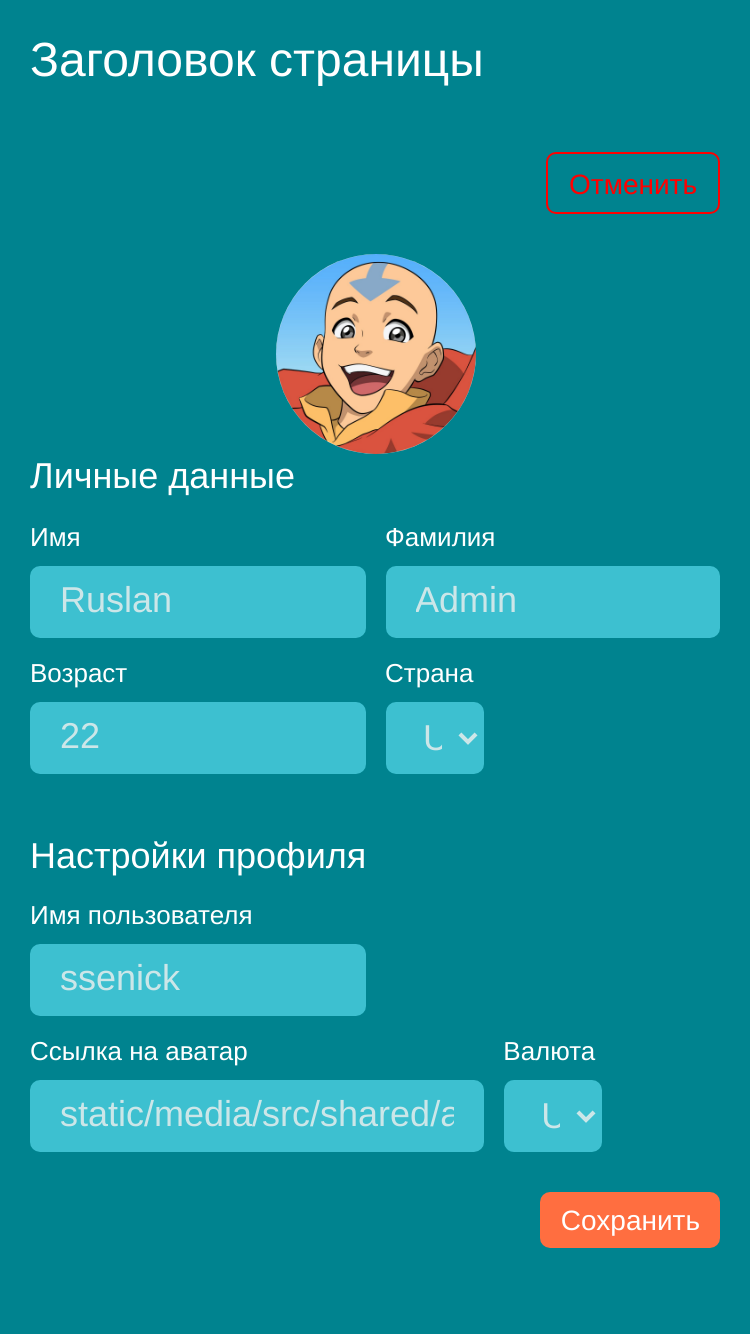 Заголовок страницы
Отменить
Личные данные
Имя Фамилия
Ruslan Admin
Возраст Страна
22
Настройки профиля
Имя пользователя
ssenick
Ссылка на аватар Валюта
static/media/src/shared/a
Сохранить